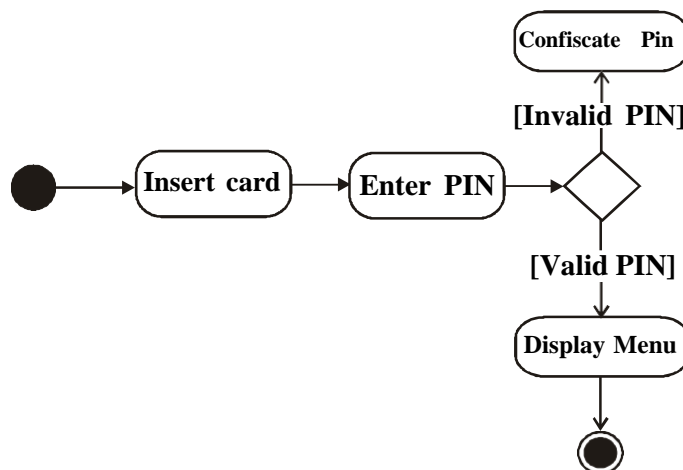 Confiscate Pin
[Invalid PIN]
Insert card
Enter PIN
[Valid PIN]
Display Menu